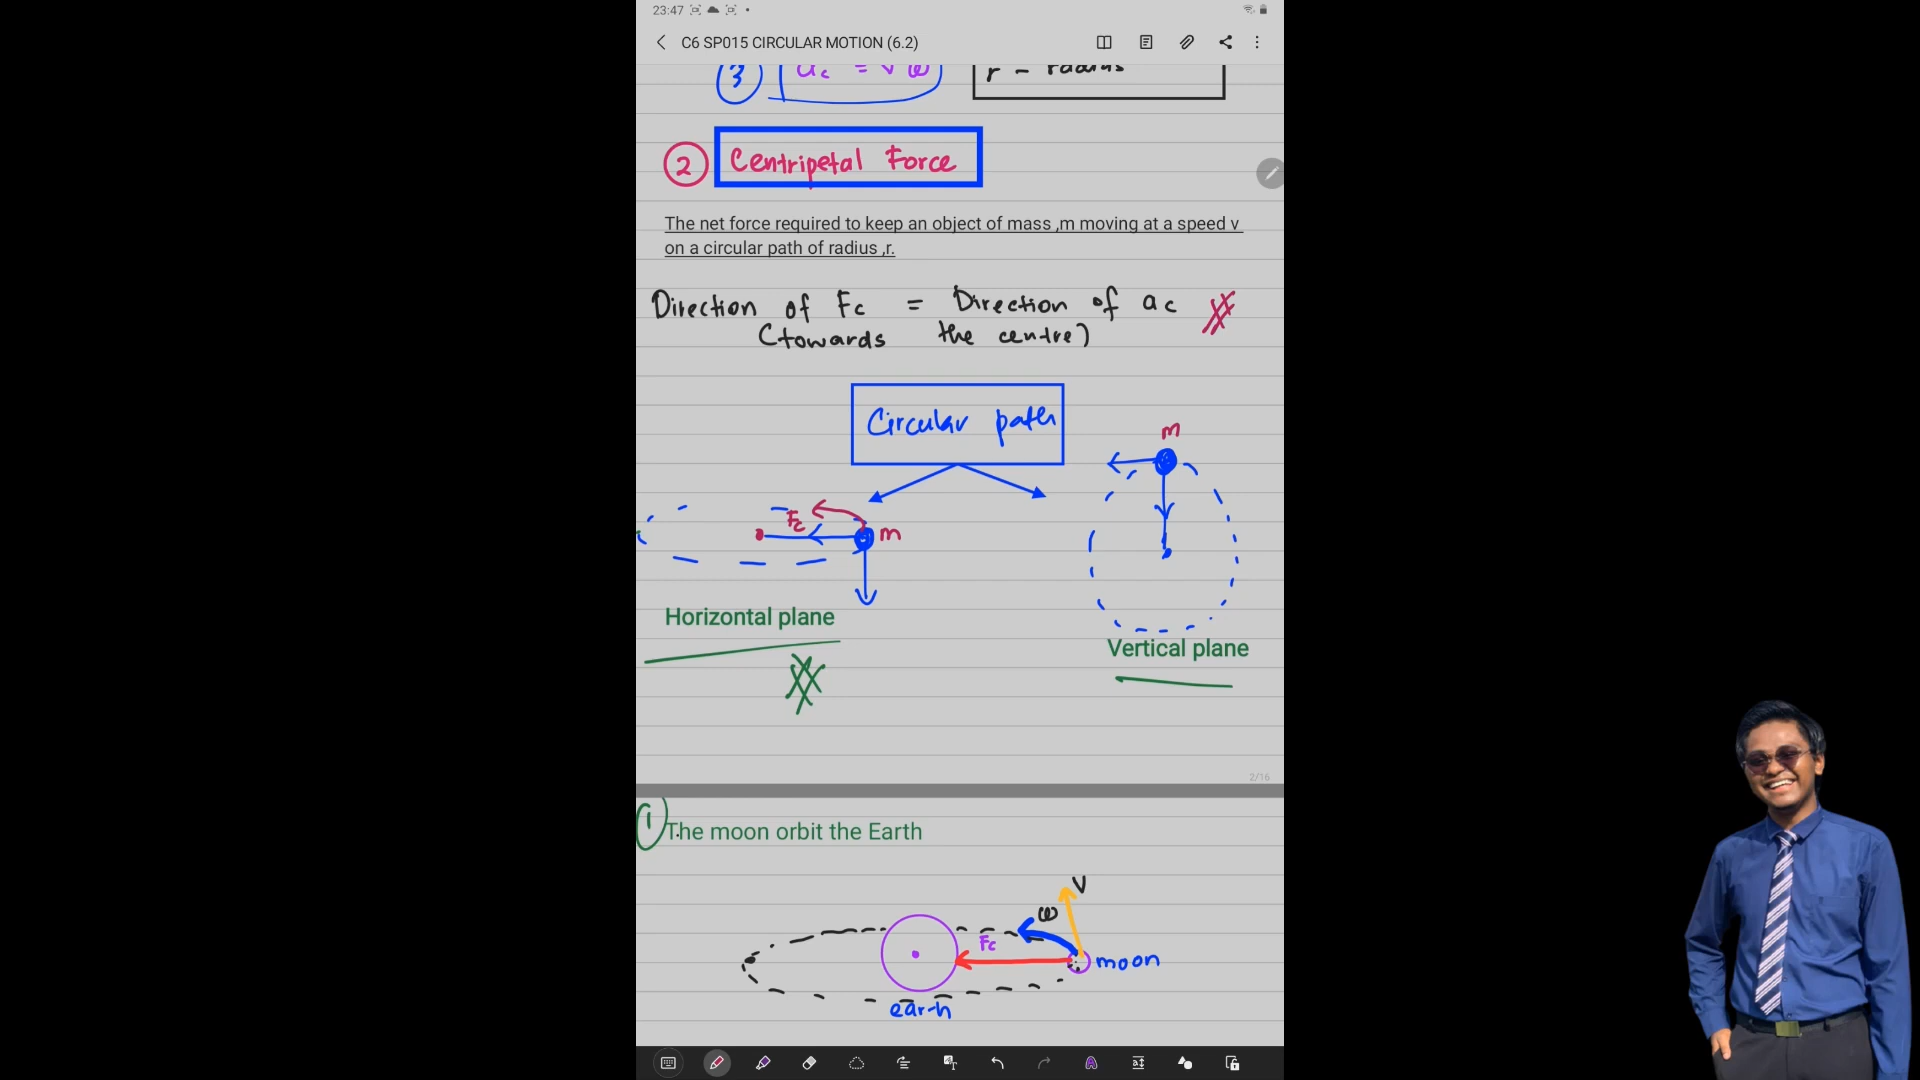 23:47
C6 SP015 CIRCULAR MOTION (6.2)
3 ac = vω
r - radius
2 Centripetal Force
The net force required to keep an object of mass ,m moving at a speed v
on a circular path of radius ,r.
Direction of Fc = Direction of ac
(towards the centre)
Circular path
m
Fc m
Horizontal plane
Vertical plane
2/16
1 The moon orbit the Earth
V
ω
Fc
moon
earth